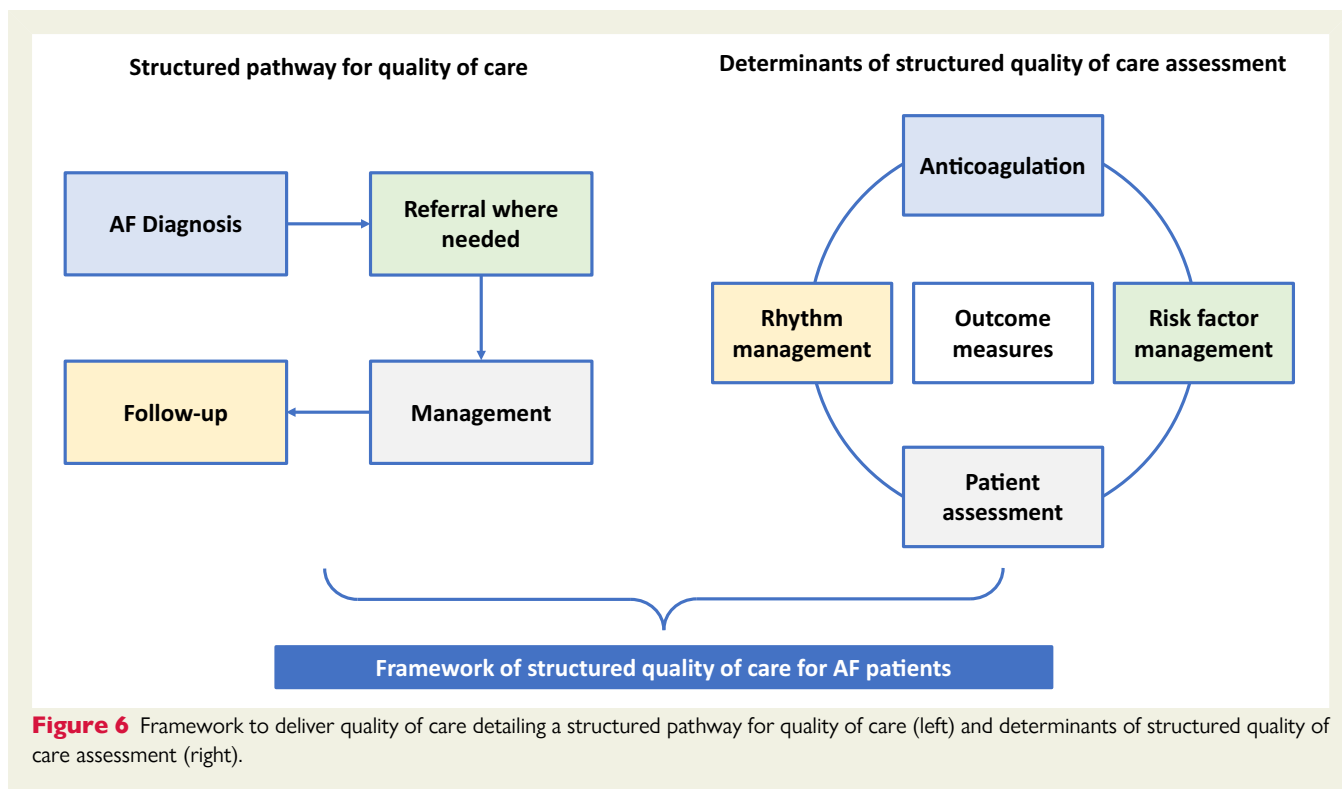 Structured pathway for quality of care
AF Diagnosis
Referral where
needed
Follow-up
Management
Determinants of structured quality of care assessment
Anticoagulation
Rhythm
management
Outcome
measures
Risk factor
management
Patient
assessment
Framework of structured quality of care for AF patients
Figure 6 Framework to deliver quality of care detailing a structured pathway for quality of care (left) and determinants of structured quality of
care assessment (right).